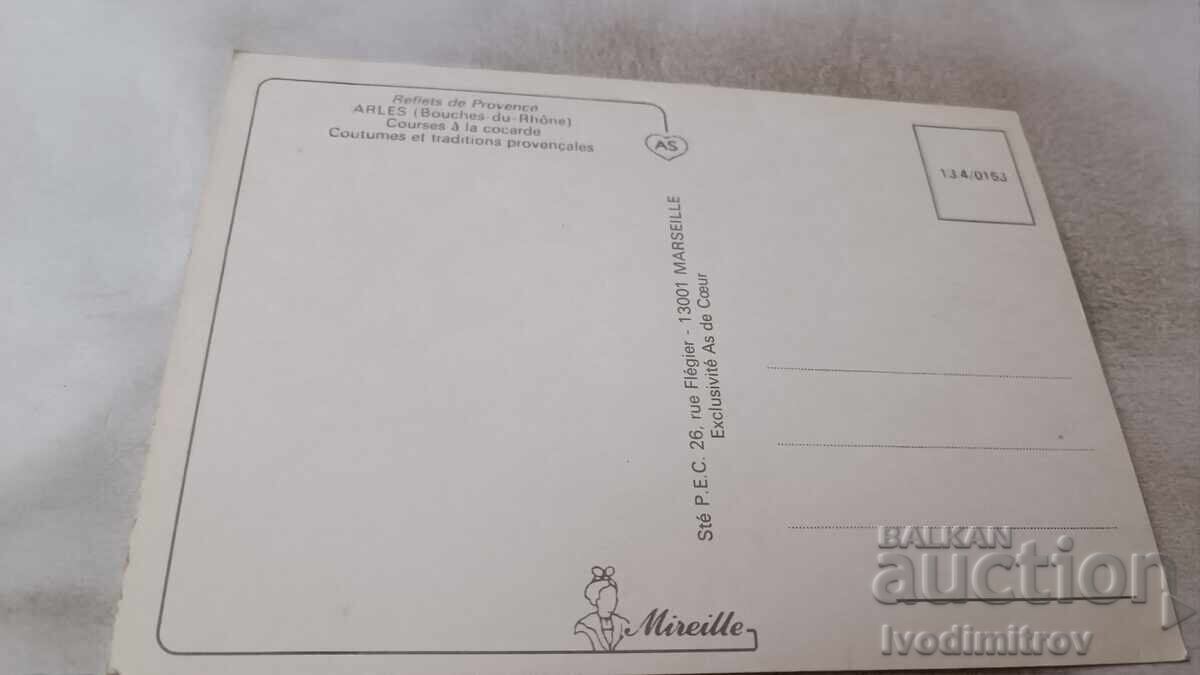 Reflets de Provence
ARLES (Bouches-du-Rhône)
Courses à la cocarde
Coutumes et traditions provençales
AS
134/0153
Sté P.E.C. 26, rue Flégier - 13001 MARSEILLE
Exclusivité As de Cœur
Mireille
BALKAN
auction
Ivodimitrov